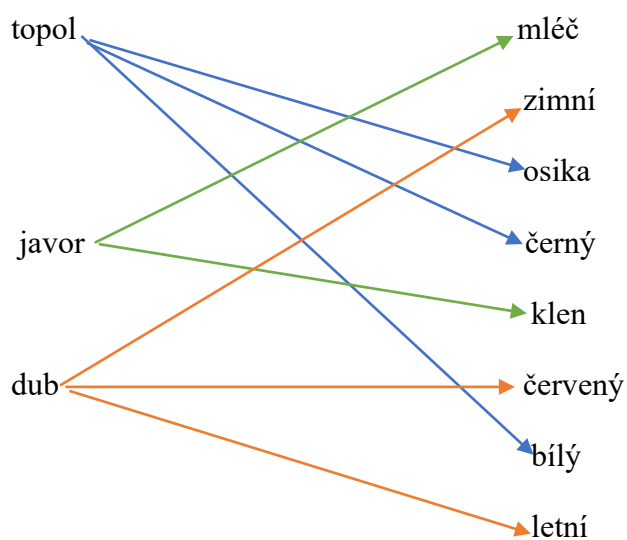 topol
javor
dub
mléč
zimní
osika
černý
klen
červený
bílý
letní